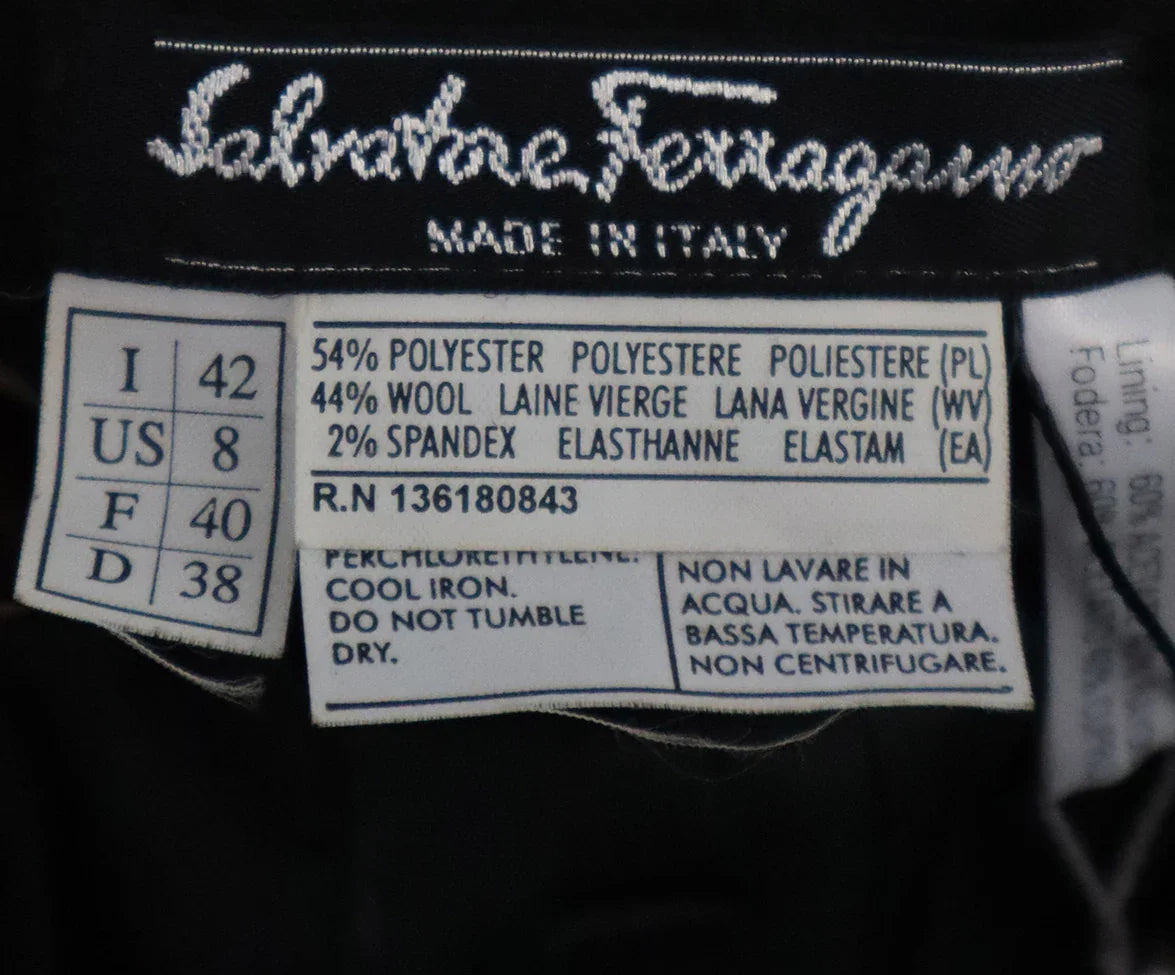 Salvatore Ferragamo
MADE IN ITALY
I 42
US 8
F 40
D 38
54% POLYESTER POLYESTERE POLIESTERE (PL)
44% WOOL LAINE VIERGE LANA VERGINE (WV)
2% SPANDEX ELASTHANNE ELASTAM (EA)
R.N 136180843
PERCHLORETHYLENE.
COOL IRON.
DO NOT TUMBLE
DRY.
NON LAVARE IN
ACQUA. STIRARE A
BASSA TEMPERATURA.
NON CENTRIFUGARE.
Lining: 60%
Fodera: